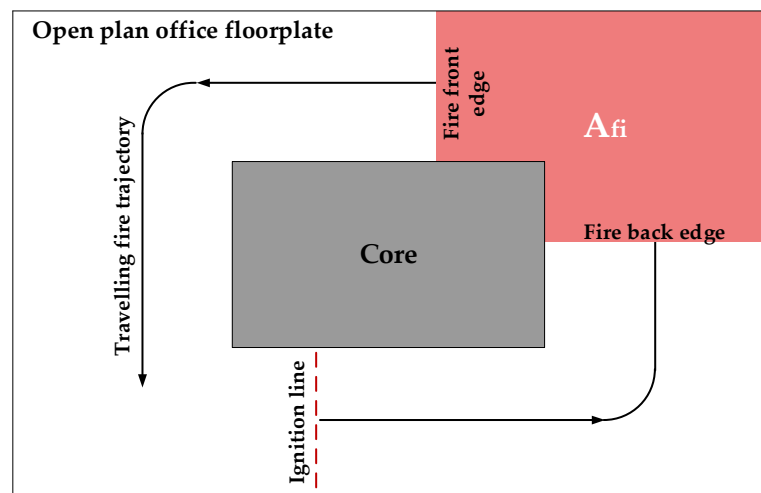 Open plan office floorplate
Fire front
edge
Afi
Travelling fire trajectory
Fire back edge
Core
Ignition line